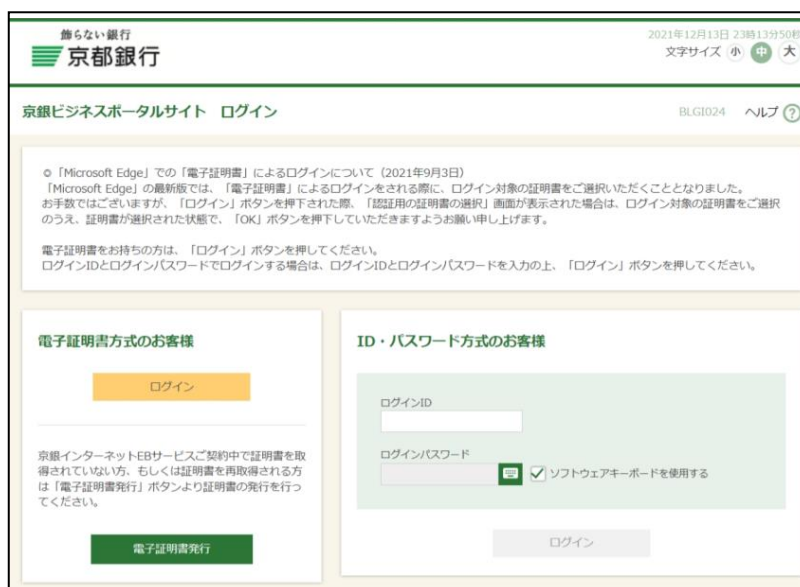 飾らない銀行
京都銀行
2021年12月13日 23時13分50秒
文字サイズ 小 中 大
京銀ビジネスポータルサイト ログイン
BLGI024 ヘルプ ?
○「Microsoft Edge」での「電子証明書」によるログインについて（2021年9月3日）
「Microsoft Edge」の最新版では、「電子証明書」によるログインをされる際に、ログイン対象の証明書をご選択いただくこととなりました。
お手数ではございますが、「ログイン」ボタンを押下された際、「認証用の証明書の選択」画面が表示された場合は、ログイン対象の証明書をご選択
のうえ、証明書が選択された状態で、「OK」ボタンを押下していただきますようお願い申し上げます。
電子証明書をお持ちの方は、「ログイン」ボタンを押してください。
ログインIDとログインパスワードでログインする場合は、ログインIDとログインパスワードを入力の上、「ログイン」ボタンを押してください。
電子証明書方式のお客様
ログイン
京銀インターネットEBサービスご契約中で証明書を取
得されていない方、もしくは証明書を再取得される方
は「電子証明書発行」ボタンより証明書の発行を行っ
てください。
電子証明書発行
ID・パスワード方式のお客様
ログインID
ログインパスワード
ソフトウェアキーボードを使用する
ログイン